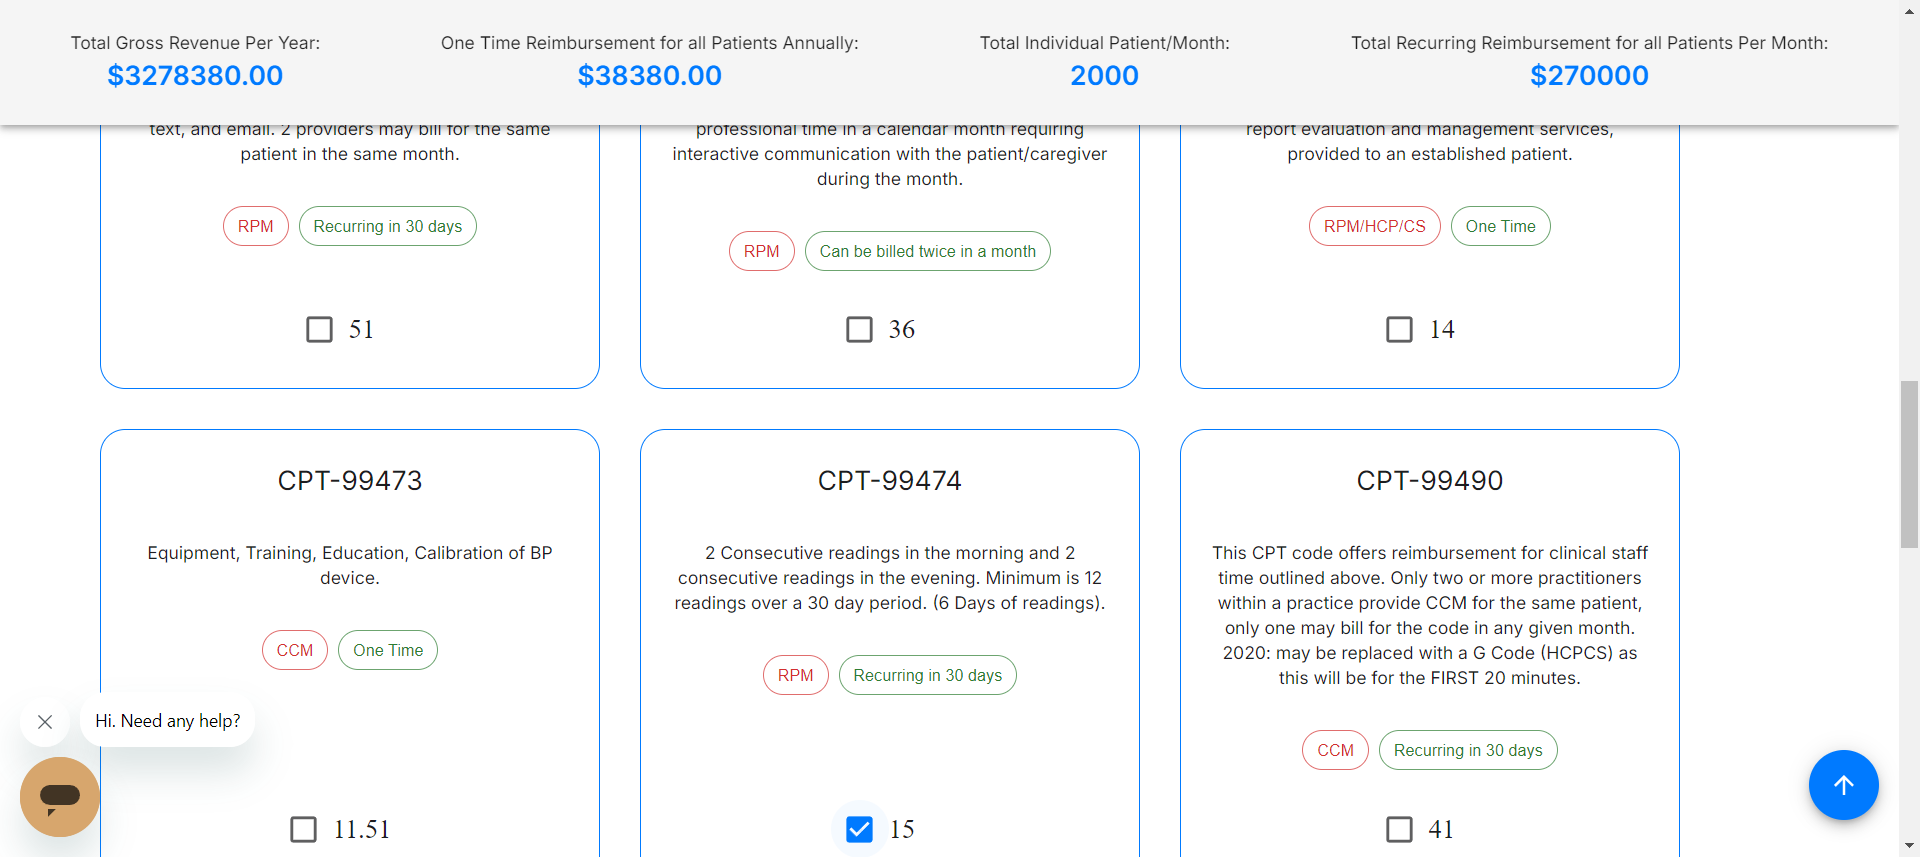 Total Gross Revenue Per Year:
$3278380.00
One Time Reimbursement for all Patients Annually:
$38380.00
Total Individual Patient/Month:
2000
Total Recurring Reimbursement for all Patients Per Month:
$270000
text, and email. 2 providers may bill for the same
patient in the same month.
RPM
Recurring in 30 days
51
professional time in a calendar month requiring
interactive communication with the patient/caregiver
during the month.
RPM
Can be billed twice in a month
36
report evaluation and management services,
provided to an established patient.
RPM/HCP/CS
One Time
14
CPT-99473
Equipment, Training, Education, Calibration of BP
device.
CCM
One Time
11.51
CPT-99474
2 Consecutive readings in the morning and 2
consecutive readings in the evening. Minimum is 12
readings over a 30 day period. (6 Days of readings).
RPM
Recurring in 30 days
15
CPT-99490
This CPT code offers reimbursement for clinical staff
time outlined above. Only two or more practitioners
within a practice provide CCM for the same patient,
only one may bill for the code in any given month.
2020: may be replaced with a G Code (HCPCS) as
this will be for the FIRST 20 minutes.
CCM
Recurring in 30 days
41
Hi. Need any help?